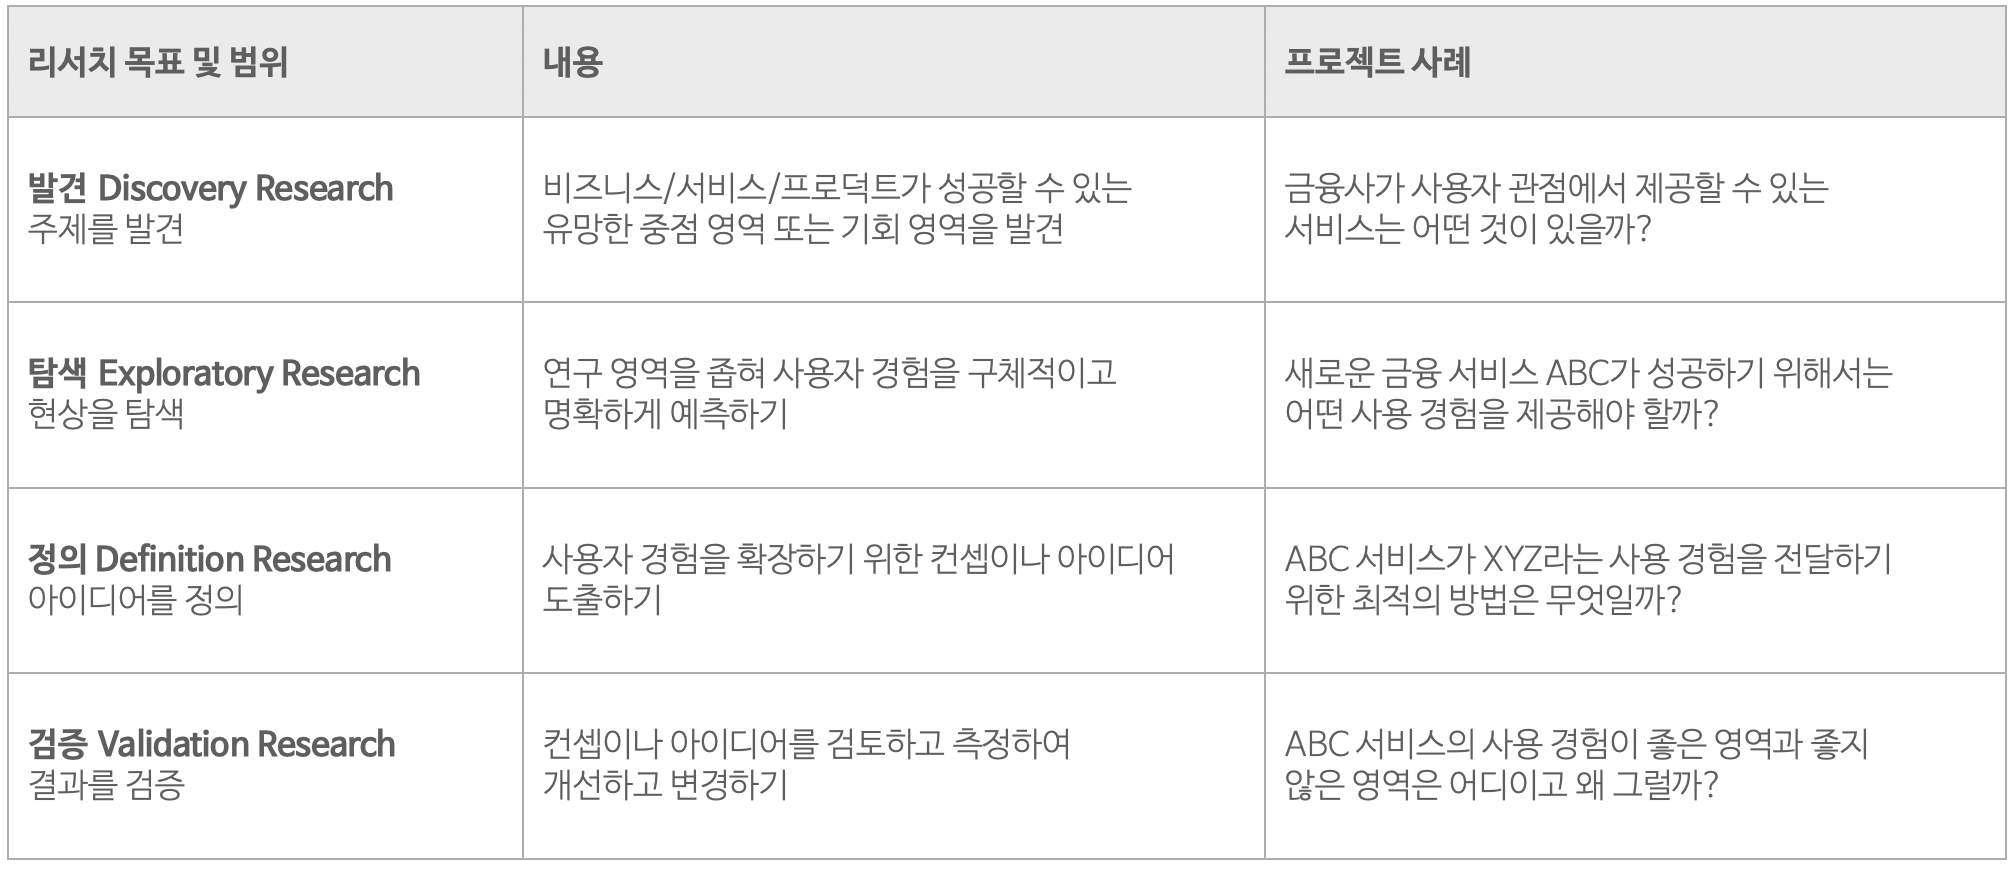 리서치 목표 및 범위
내용
프로젝트 사례
발견 Discovery Research
주제를 발견
비즈니스/서비스/프로덕트가 성공할 수 있는
유망한 중점 영역 또는 기회 영역을 발견
금융사가 사용자 관점에서 제공할 수 있는
서비스는 어떤 것이 있을까?
탐색 Exploratory Research
현상을 탐색
연구 영역을 좁혀 사용자 경험을 구체적이고
명확하게 예측하기
새로운 금융 서비스 ABC가 성공하기 위해서는
어떤 사용 경험을 제공해야 할까?
정의 Definition Research
아이디어를 정의
사용자 경험을 확장하기 위한 컨셉이나 아이디어
도출하기
ABC 서비스가 XYZ라는 사용 경험을 전달하기
위한 최적의 방법은 무엇일까?
검증 Validation Research
결과를 검증
컨셉이나 아이디어를 검토하고 측정하여
개선하고 변경하기
ABC 서비스의 사용 경험이 좋은 영역과 좋지
않은 영역은 어디이고 왜 그럴까?